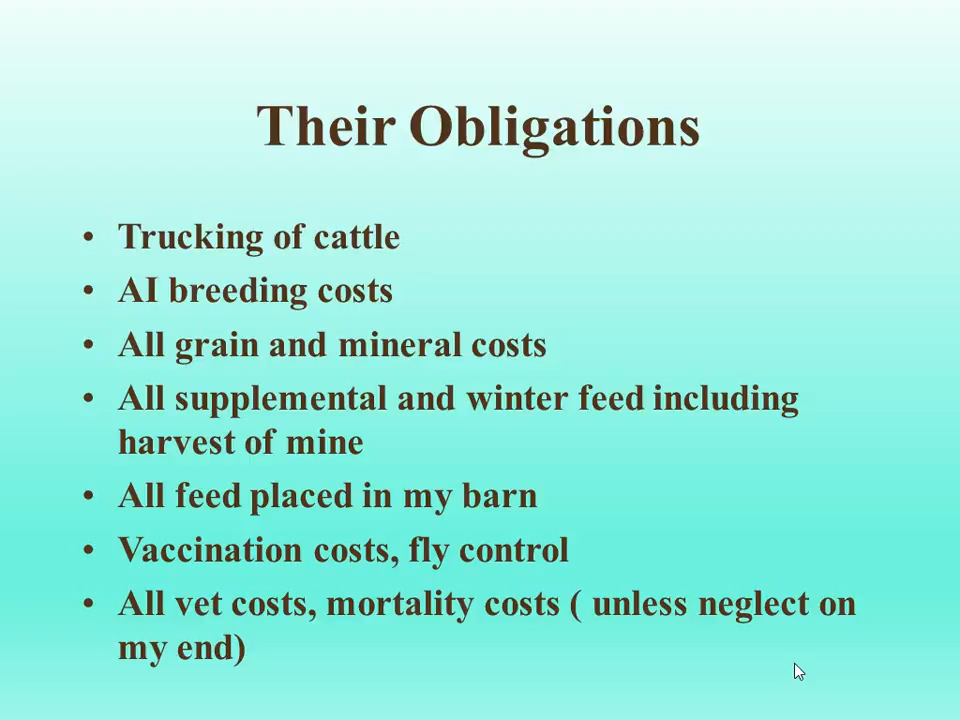 Their Obligations
• Trucking of cattle
• AI breeding costs
• All grain and mineral costs
• All supplemental and winter feed including
harvest of mine
• All feed placed in my barn
• Vaccination costs, fly control
• All vet costs, mortality costs ( unless neglect on
my end)